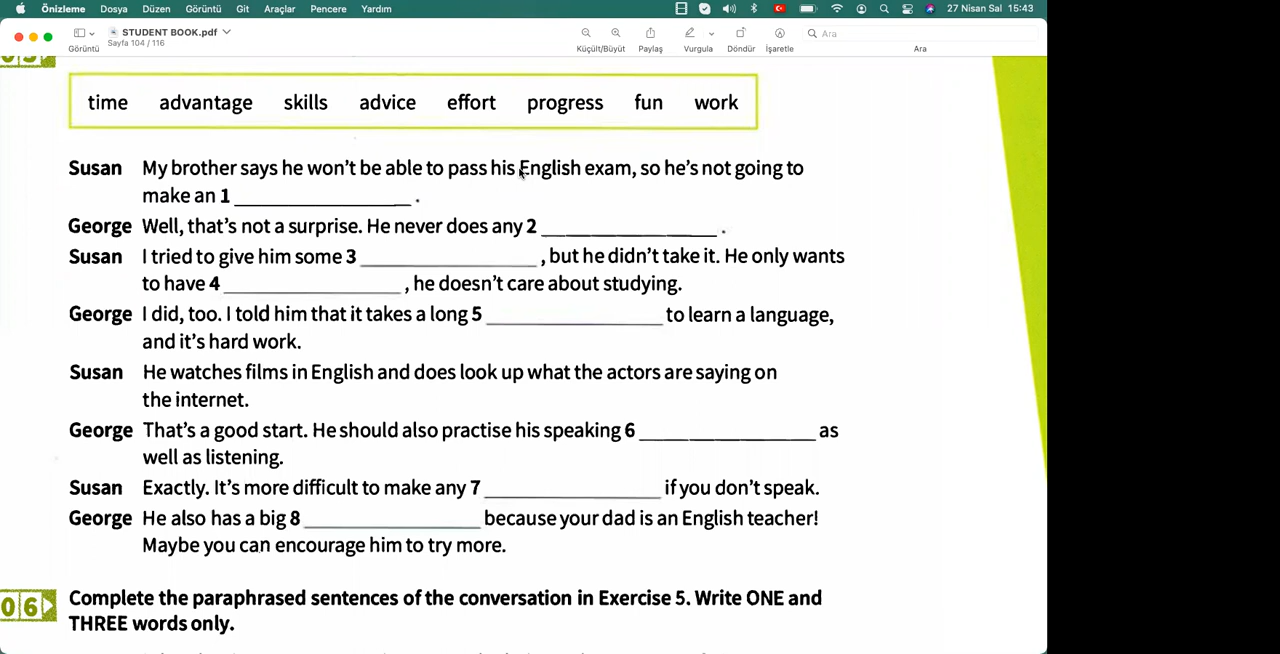 Önizleme Dosya Düzen Görüntü Git Araçlar Pencere Yardım 27 Nisan Sal 15:43
STUDENT BOOK.pdf
Sayfa 104 / 116
Görüntü Küçült/Büyüt Paylaş Vurgula Döndür İşaretle Ara
Ara
time advantage skills advice effort progress fun work
Susan My brother says he won't be able to pass his English exam, so he's not going to
make an 1 ____________________ .
George Well, that's not a surprise. He never does any 2 ____________________ .
Susan I tried to give him some 3 ____________________ , but he didn't take it. He only wants
to have 4 ____________________ , he doesn't care about studying.
George I did, too. I told him that it takes a long 5 ____________________ to learn a language,
and it's hard work.
Susan He watches films in English and does look up what the actors are saying on
the internet.
George That's a good start. He should also practise his speaking 6 ____________________ as
well as listening.
Susan Exactly. It's more difficult to make any 7 ____________________ if you don't speak.
George He also has a big 8 ____________________ because your dad is an English teacher!
Maybe you can encourage him to try more.
06 Complete the paraphrased sentences of the conversation in Exercise 5. Write ONE and
THREE words only.